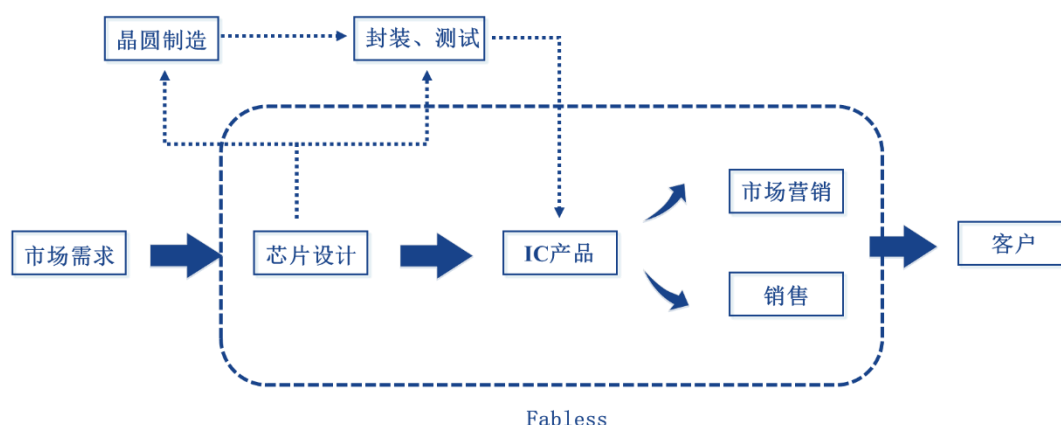 晶圆制造
封装、测试
市场营销
市场需求
芯片设计
IC产品
客户
销售
Fabless